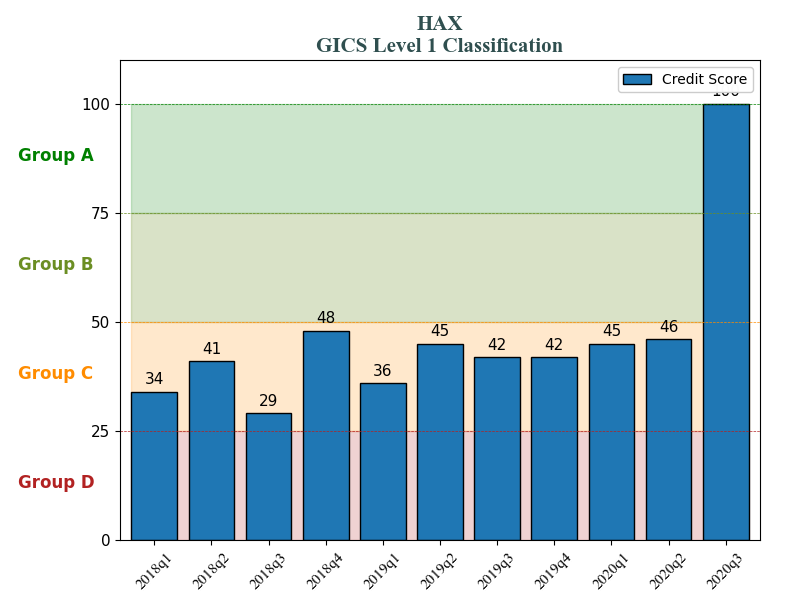 HAX
GICS Level 1 Classification
Credit Score
100
Group A
75
Group B
50
48
45
42
42
45
46
41
36
34
29
Group C
25
Group D
0
2018q1
2018q2
2018q3
2018q4
2019q1
2019q2
2019q3
2019q4
2020q1
2020q2
2020q3